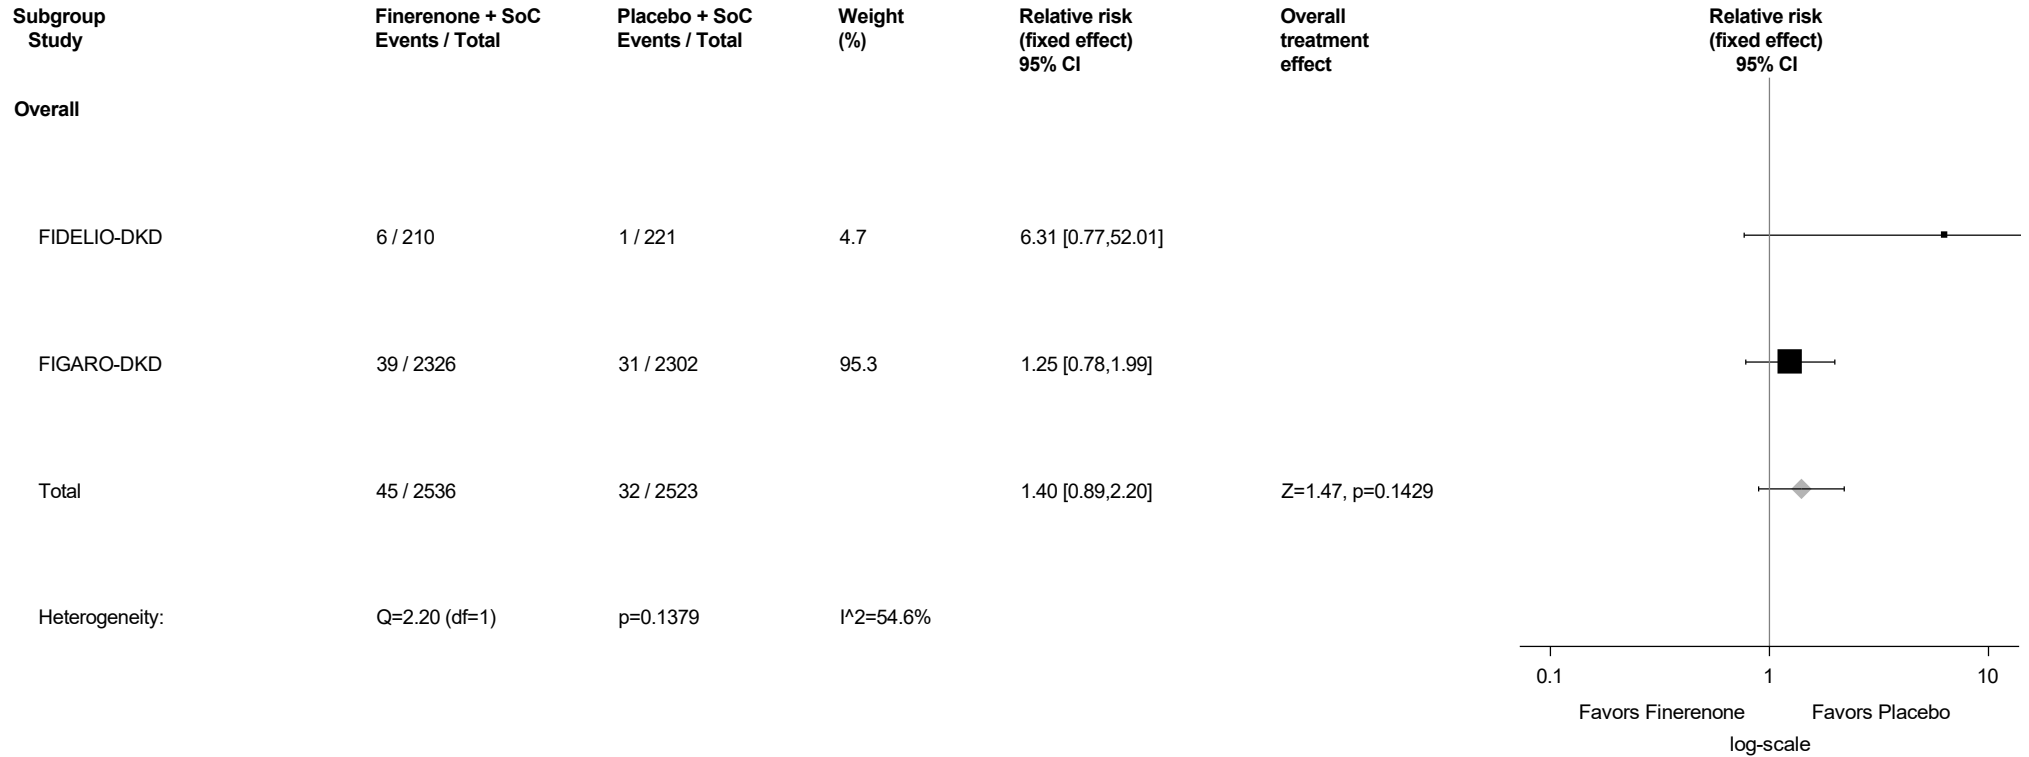 Subgroup Finerenone + SoC Placebo + SoC Weight Relative risk Overall Relative risk
Study Events / Total Events / Total (%) (fixed effect) treatment (fixed effect)
95% CI effect 95% CI
Overall
FIDELIO-DKD 6 / 210 1 / 221 4.7 6.31 [0.77,52.01]
FIGARO-DKD 39 / 2326 31 / 2302 95.3 1.25 [0.78,1.99]
Total 45 / 2536 32 / 2523 1.40 [0.89,2.20] Z=1.47, p=0.1429
Heterogeneity: Q=2.20 (df=1) p=0.1379 I^2=54.6%
0.1 1 10
Favors Finerenone Favors Placebo
log-scale